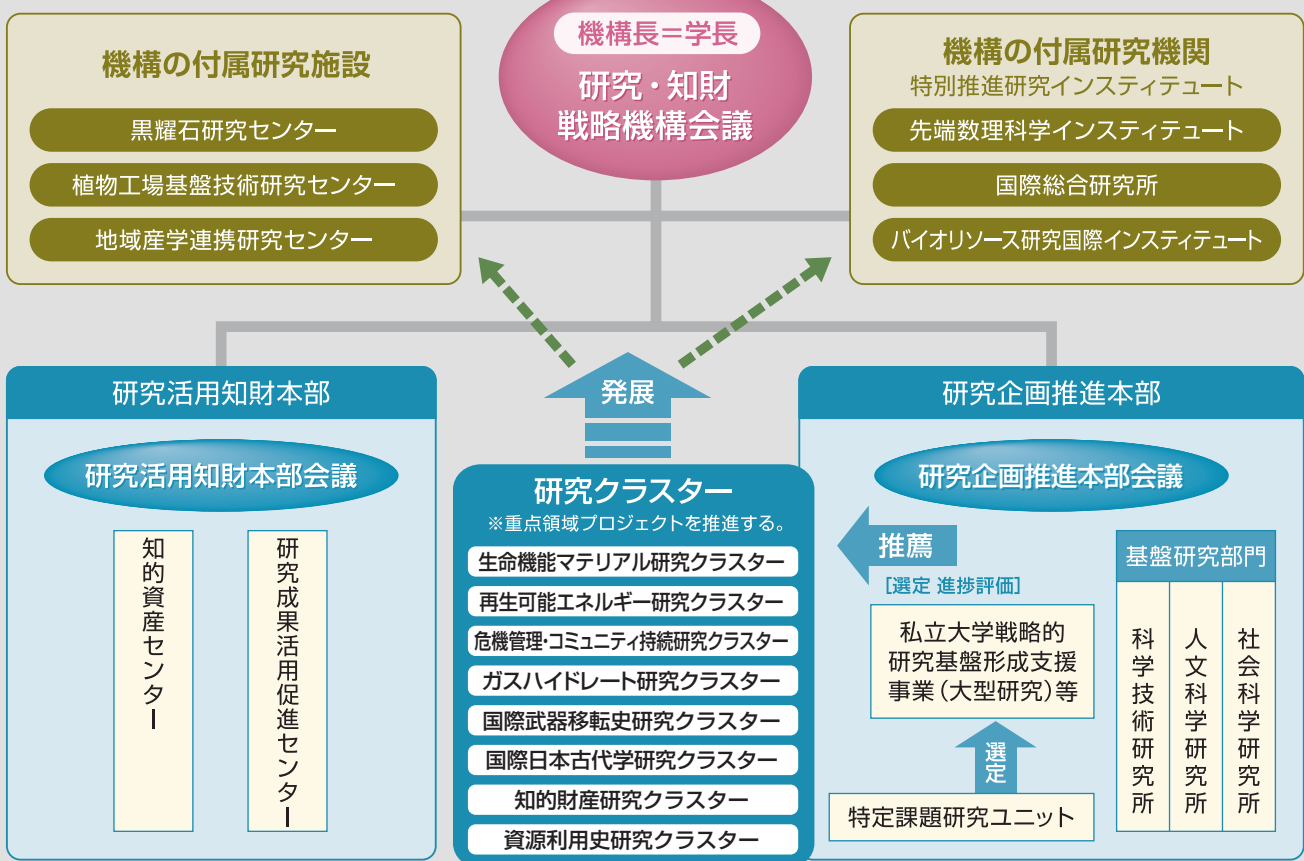 機構長＝学長
研究・知財
戦略機構会議
機構の付属研究施設
黒耀石研究センター
植物工場基盤技術研究センター
地域産学連携研究センター
機構の付属研究機関
特別推進研究インスティテュート
先端数理科学インスティテュート
国際総合研究所
バイオリソース研究国際インスティテュート
研究活用知財本部
研究活用知財本部会議
知的資産センター
研究成果活用促進センター
発展
研究クラスター
※重点領域プロジェクトを推進する。
生命機能マテリアル研究クラスター
再生可能エネルギー研究クラスター
危機管理・コミュニティ持続研究クラスター
ガスハイドレート研究クラスター
国際武器移転史研究クラスター
国際日本古代学研究クラスター
知的財産研究クラスター
資源利用史研究クラスター
研究企画推進本部
研究企画推進本部会議
推薦
［選定 進捗評価］
私立大学戦略的
研究基盤形成支援
事業（大型研究）等
選定
特定課題研究ユニット
基盤研究部門
科学技術研究所
人文科学研究所
社会科学研究所